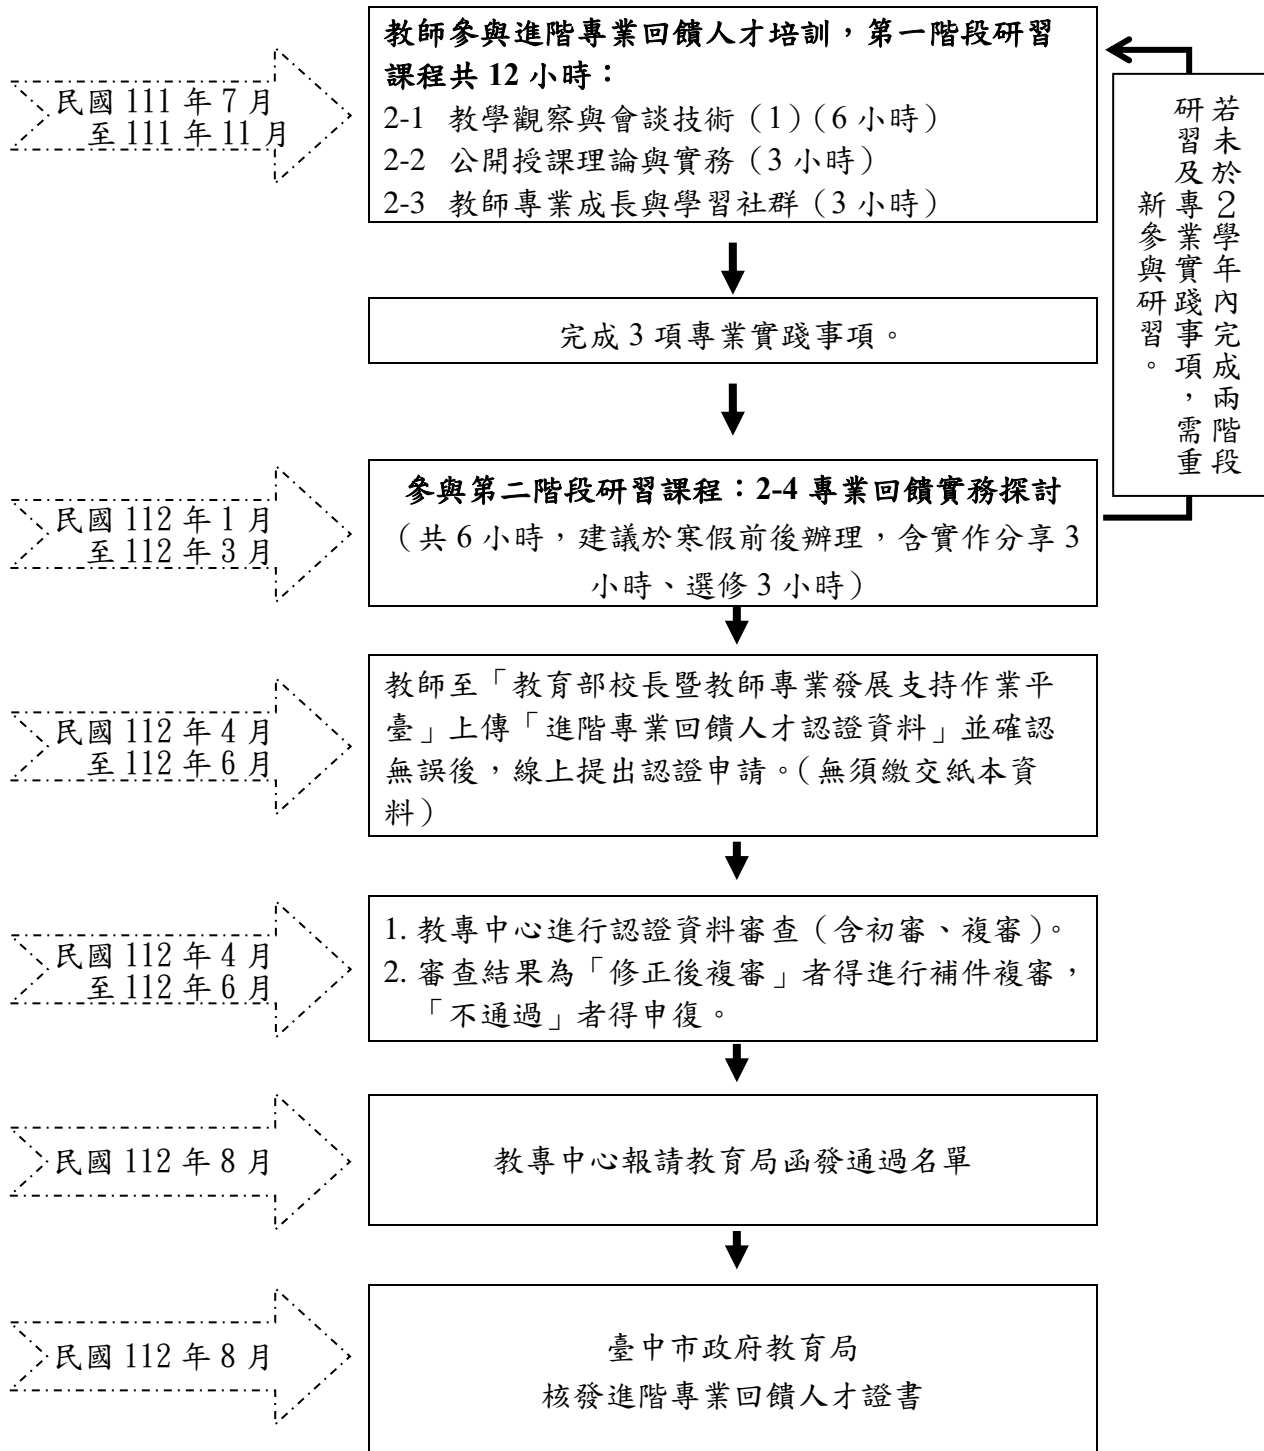 民國 111 年 7 月
至 111 年 11 月
教師參與進階專業回饋人才培訓，第一階段研習
課程共 12 小時：
2-1 教學觀察與會談技術（1）（6 小時）
2-2 公開授課理論與實務（3 小時）
2-3 教師專業成長與學習社群（3 小時）
若未於2學年內完成兩階段
研習及專業實踐事項，需重
新參與研習。
完成 3 項專業實踐事項。
民國 112 年 1 月
至 112 年 3 月
參與第二階段研習課程：2-4 專業回饋實務探討
（共 6 小時，建議於寒假前後辦理，含實作分享 3
小時、選修 3 小時）
民國 112 年 4 月
至 112 年 6 月
教師至「教育部校長暨教師專業發展支持作業平
臺」上傳「進階專業回饋人才認證資料」並確認
無誤後，線上提出認證申請。（無須繳交紙本資
料）
民國 112 年 4 月
至 112 年 6 月
1. 教專中心進行認證資料審查（含初審、複審）。
2. 審查結果為「修正後複審」者得進行補件複審，
「不通過」者得申復。
民國 112 年 8 月
教專中心報請教育局函發通過名單
民國 112 年 8 月
臺中市政府教育局
核發進階專業回饋人才證書